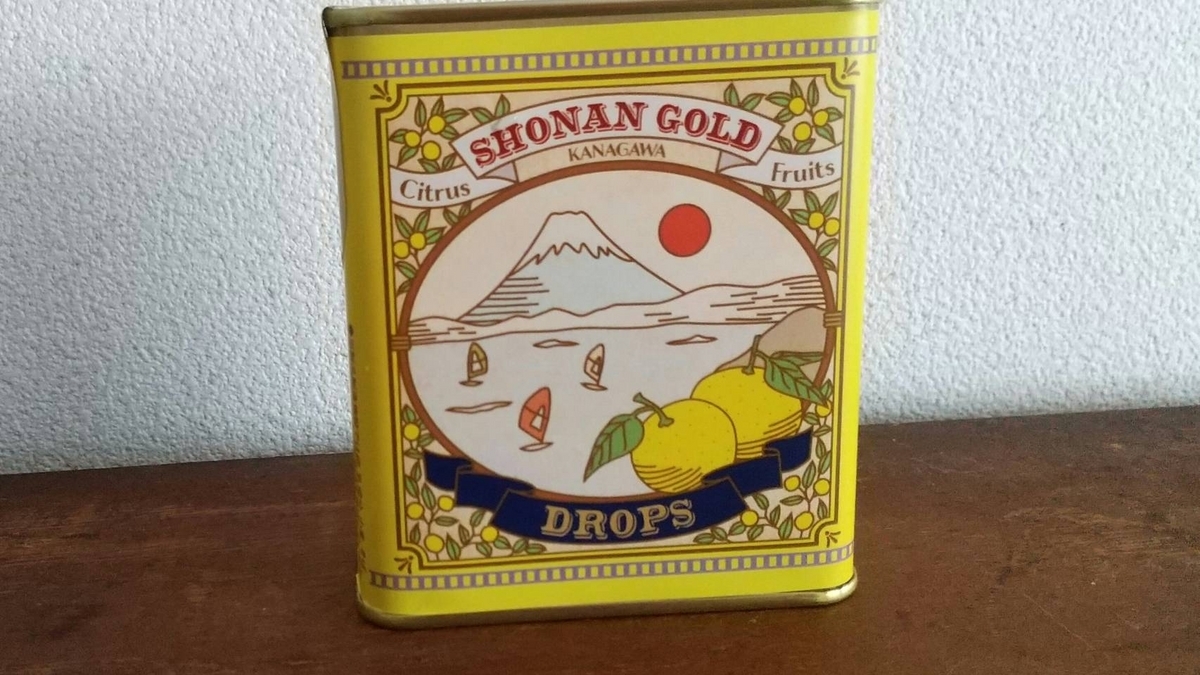 SHONAN GOLD
KANAGAWA
Citrus
Fruits
DROPS